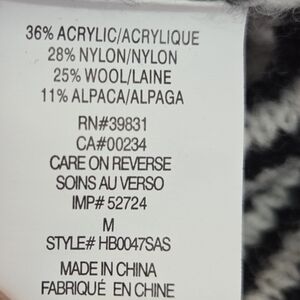 36% ACRYLIC/ACRYLIQUE
28% NYLON/NYLON
25% WOOL/LAINE
11% ALPACA/ALPAGA
RN#39831
CA#00234
CARE ON REVERSE
SOINS AU VERSO
IMP# 52724
M
STYLE# HB0047SAS
MADE IN CHINA
FABRIQUÉ EN CHINE